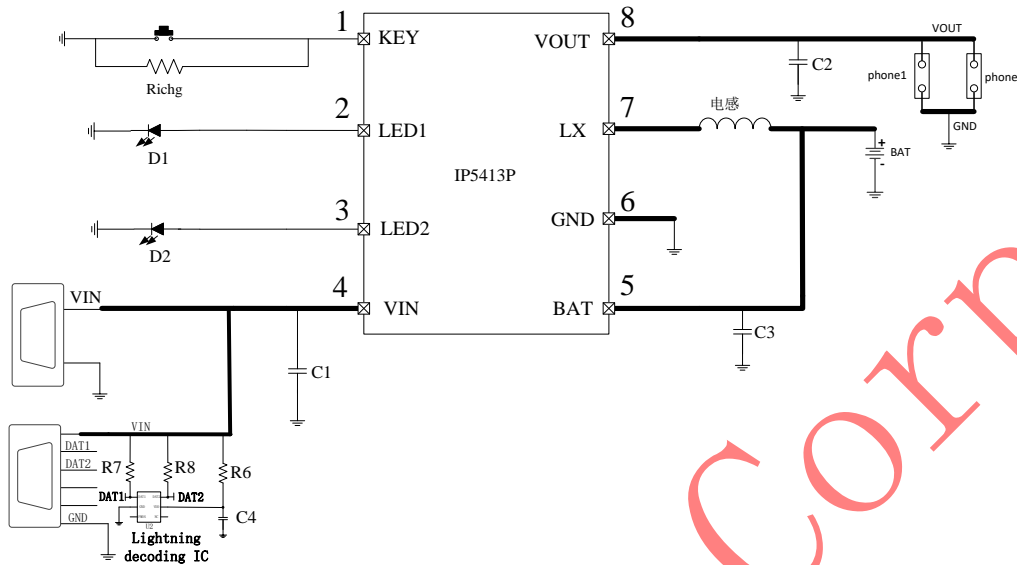 1
KEY
Richg
2
LED1
D1
3
LED2
D2
VIN
4
VIN
C1
IP5413P
8
VOUT
VOUT
C2
phone1
phone
GND
7
LX
电感
BAT
6
GND
5
BAT
C3
VIN
DAT1
DAT2
GND
R7
R8
R6
DAT1
DAT2
U2
C4
Lightning
decoding IC
+
-
Corp